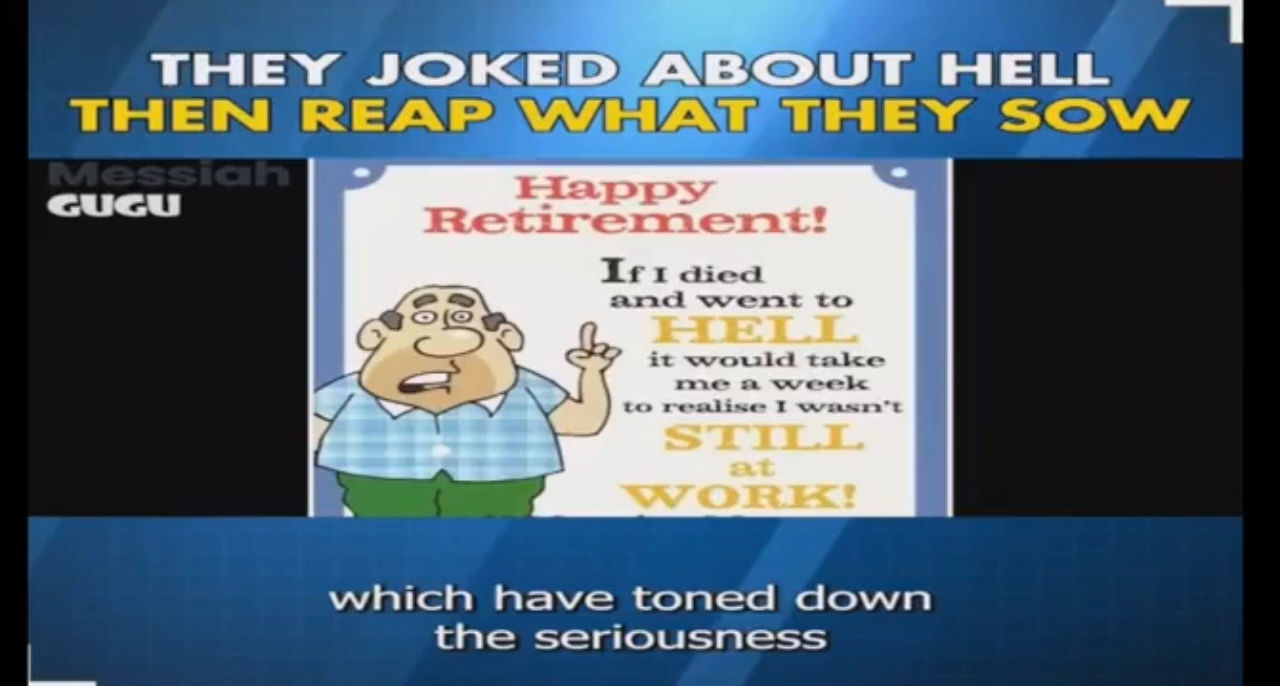 THEY JOKED ABOUT HELL
THEN REAP WHAT THEY SOW
Messiah
GUGU
Happy
Retirement!
If I died
and went to
HELL
it would take
me a week
to realise I wasn't
STILL
at
WORK!
which have toned down
the seriousness